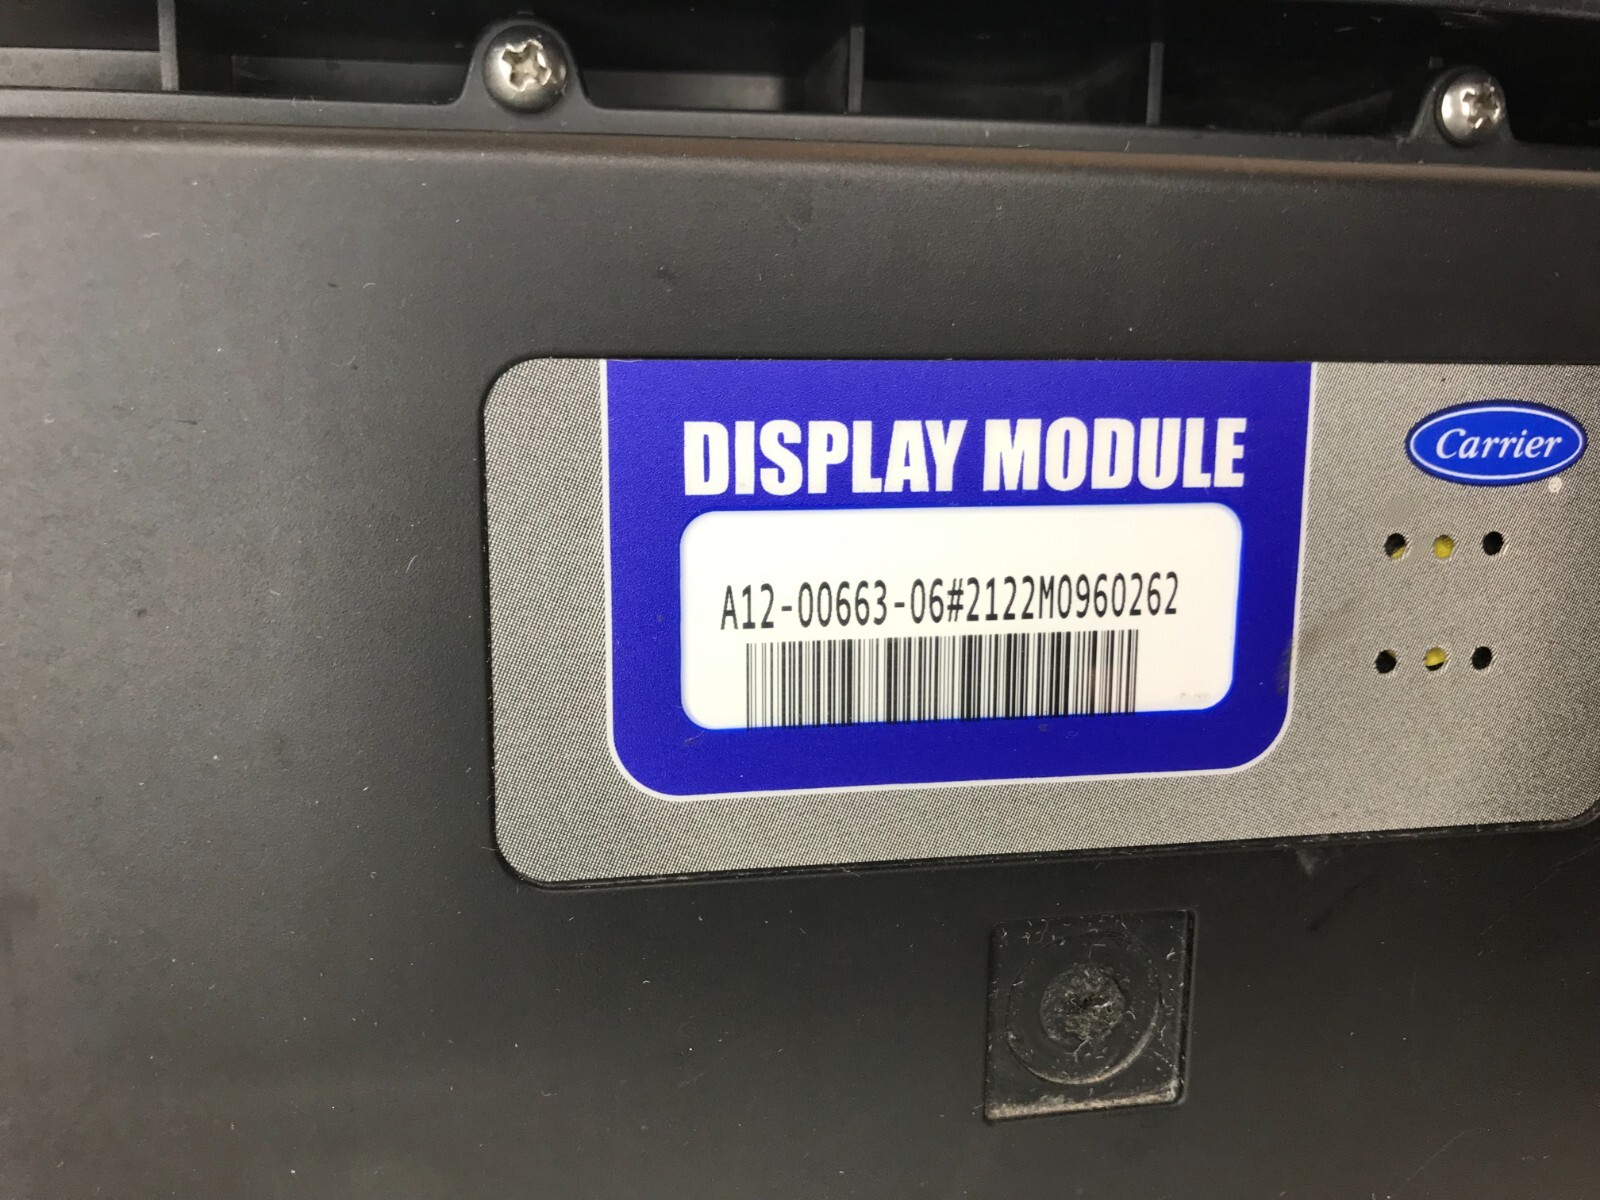 DISPLAY MODULE
Carrier
A12-00663-06#2122M0960262